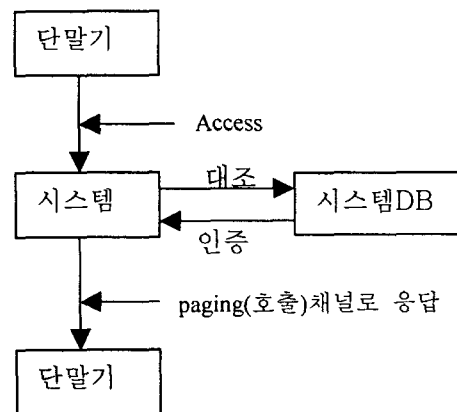 단말기
Access
대조
시스템
시스템DB
인증
paging(호출)채널로 응답
단말기